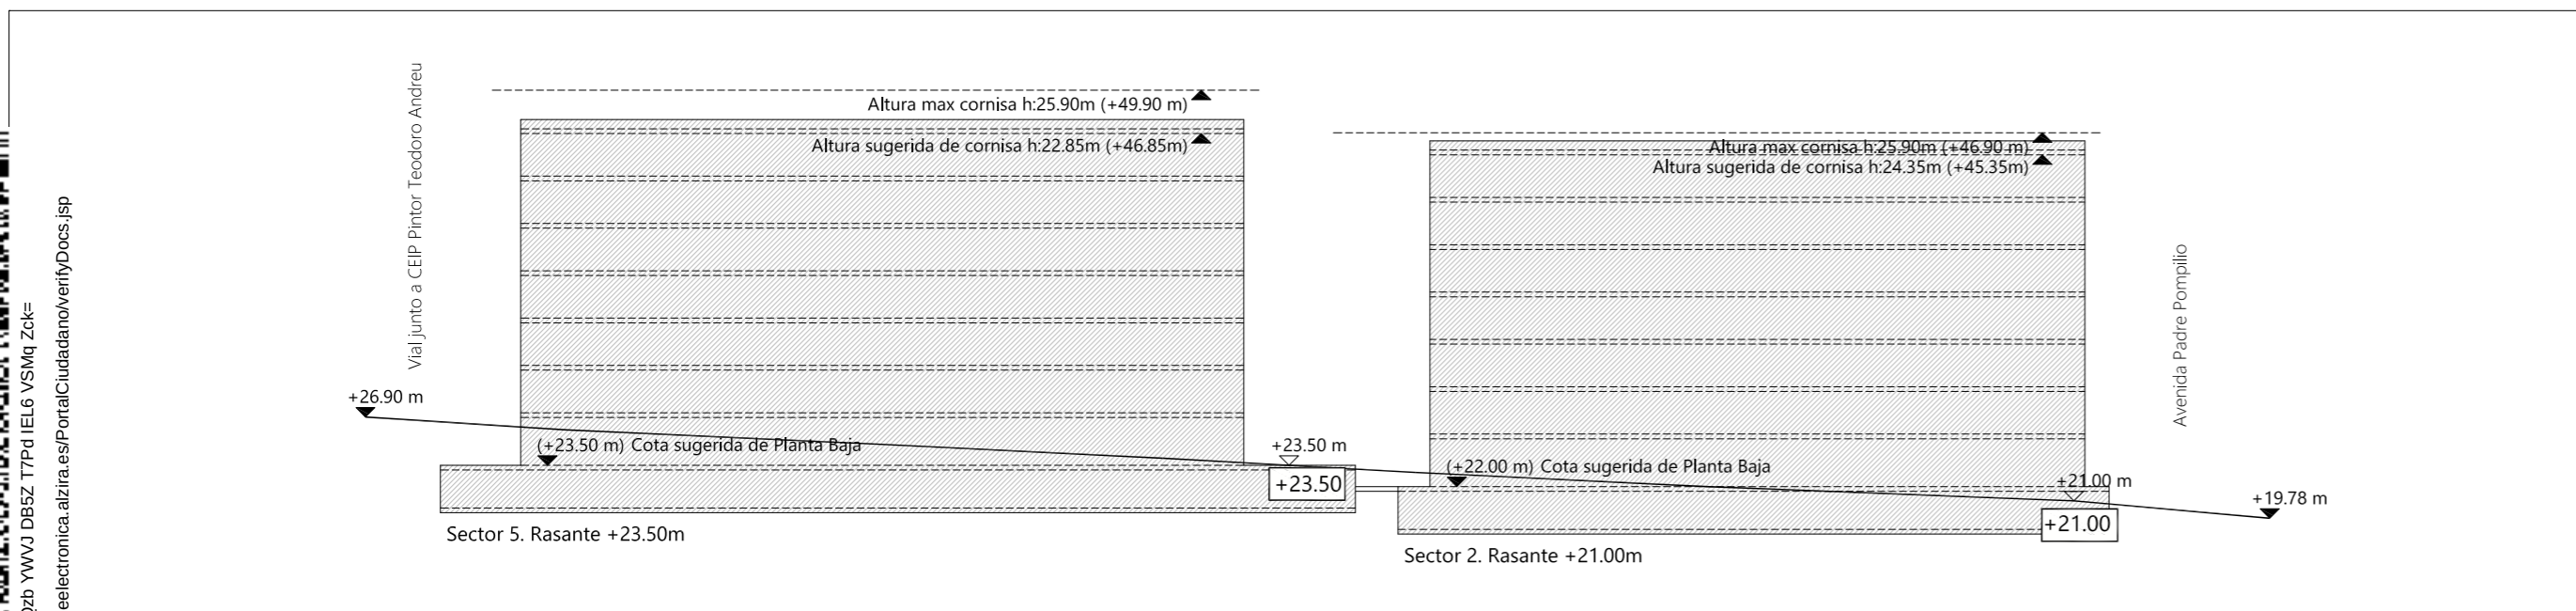 Vial junto a CEIP Pintor Teodoro Andreu
Altura max cornisa h:25.90m (+49.90 m)
Altura sugerida de cornisa h:22.85m (+46.85m)
Altura max cornisa h:25.90m (+46.90 m)
Altura sugerida de cornisa h:24.35m (+45.35m)
Avenida Padre Pompilio
+26.90 m
(+23.50 m) Cota sugerida de Planta Baja
+23.50 m
+23.50
(+22.00 m) Cota sugerida de Planta Baja
+21.00 m
+21.00
+19.78 m
Sector 5. Rasante +23.50m
Sector 2. Rasante +21.00m
YWVJ DB5Z T7Pd IEL6 VSMq Zck=
eelectronica.alzira.es/PortalCiudadano/verifyDocs.jsp